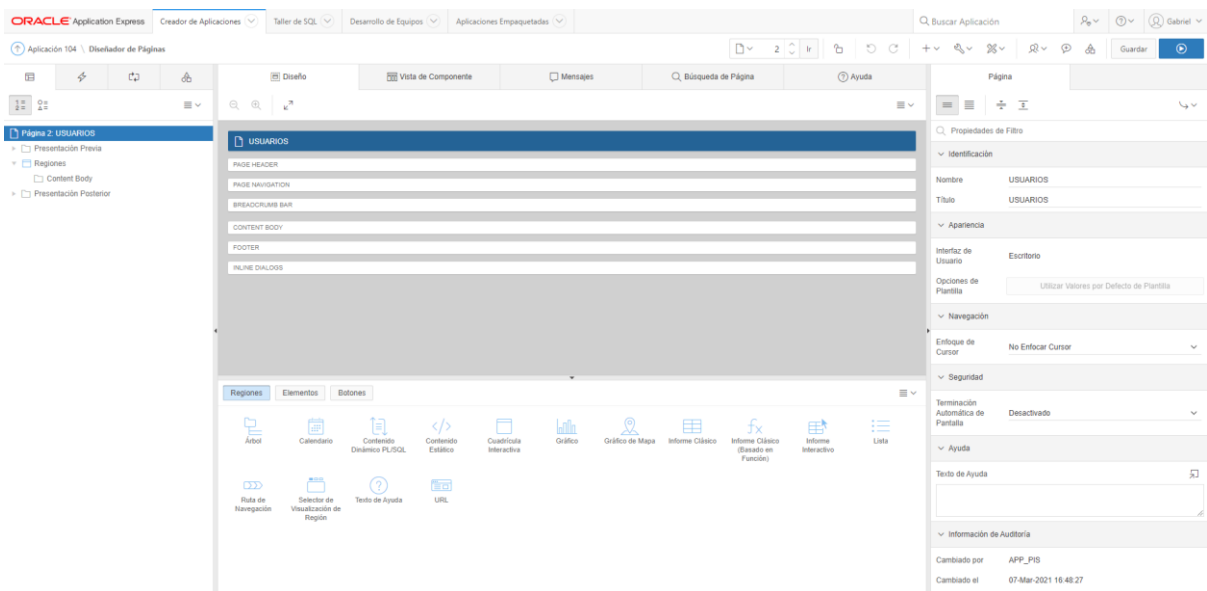 ORACLE Application Express Creador de Aplicaciones Taller de SQL Desarrollo de Equipos Aplicaciones Empaquetadas Buscar Aplicación Gabriel
Aplicación 104 \ Diseñador de Páginas 2 Ir Guardar
Diseño Vista de Componente Mensajes Búsqueda de Página Ayuda Página
Página 2: USUARIOS
Presentación Previa
Regiones
Content Body
Presentación Posterior
USUARIOS
PAGE HEADER
PAGE NAVIGATION
BREADCRUMB BAR
CONTENT BODY
FOOTER
INLINE DIALOGS
Regiones Elementos Botones
Árbol Calendario Contenido Dinámico PL/SQL Contenido Estático Cuadrícula Interactiva Gráfico Gráfico de Mapa Informe Clásico Informe Clásico (Basado en Función) Informe Interactivo Lista
Ruta de Navegación Selector de Visualización de Región Texto de Ayuda URL
Propiedades de Filtro
Identificación
Nombre USUARIOS
Título USUARIOS
Apariencia
Interfaz de Usuario Escritorio
Opciones de Plantilla Utilizar Valores por Defecto de Plantilla
Navegación
Enfoque de Cursor No Enfocar Cursor
Seguridad
Terminación Automática de Pantalla Desactivado
Ayuda
Texto de Ayuda
Información de Auditoría
Cambiado por APP_PIS
Cambiado el 07-Mar-2021 16:48:27